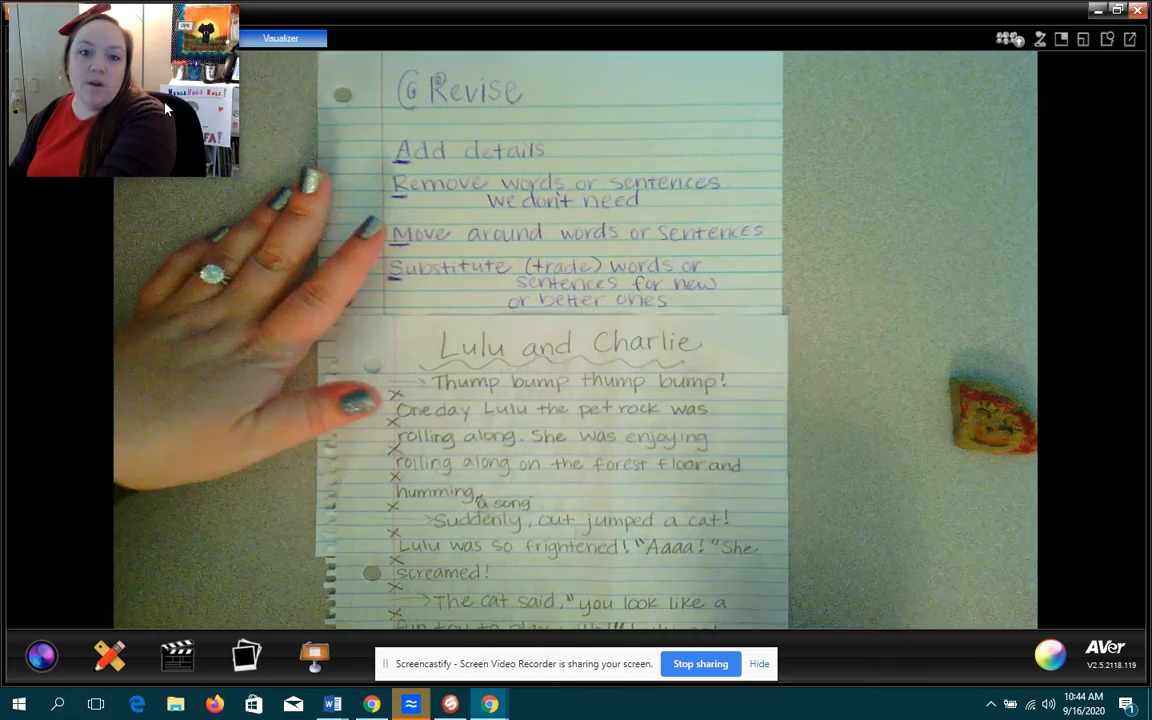 Visualizer
HEDGEHOGS RULE!
Revise
Add details
Remove words or sentences
we don't need
Move around words or sentences
Substitute (trade) words or
sentences for new
or better ones
Lulu and Charlie
Thump bump thump bump!
One day Lulu the pet rock was
rolling along. She was enjoying
rolling along on the forest floor and
humming a song
Suddenly, out jumped a cat!
Lulu was so frightened! "Aaaa!" She
screamed!
The cat said, "you look like a
Screencastify - Screen Video Recorder is sharing your screen.
Stop sharing
Hide
AVer
V2.5.2118.119
10:44 AM
9/16/2020